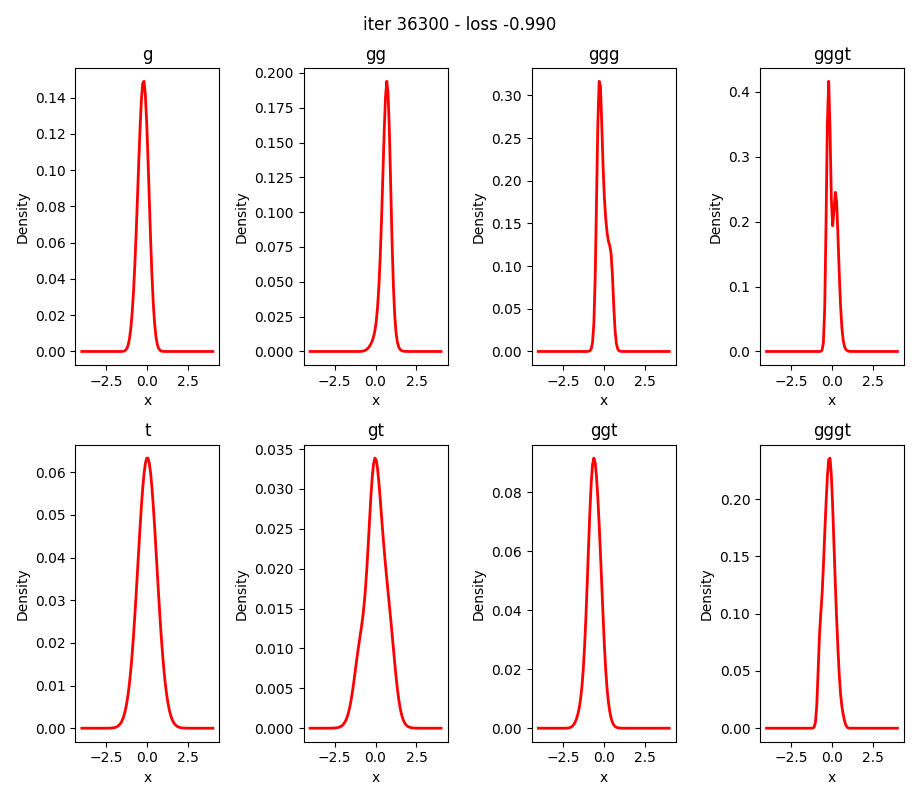 iter 36300 - loss -0.990
g
gg
ggg
gggt
0.14
0.12
0.10
0.08
0.06
0.04
0.02
0.00
Density
−2.5 0.0 2.5
x
0.200
0.175
0.150
0.125
0.100
0.075
0.050
0.025
0.000
Density
−2.5 0.0 2.5
x
0.30
0.25
0.20
0.15
0.10
0.05
0.00
Density
−2.5 0.0 2.5
x
0.4
0.3
0.2
0.1
0.0
Density
−2.5 0.0 2.5
x
t
gt
ggt
gggt
0.06
0.05
0.04
0.03
0.02
0.01
0.00
Density
−2.5 0.0 2.5
x
0.035
0.030
0.025
0.020
0.015
0.010
0.005
0.000
Density
−2.5 0.0 2.5
x
0.08
0.06
0.04
0.02
0.00
Density
−2.5 0.0 2.5
x
0.20
0.15
0.10
0.05
0.00
Density
−2.5 0.0 2.5
x